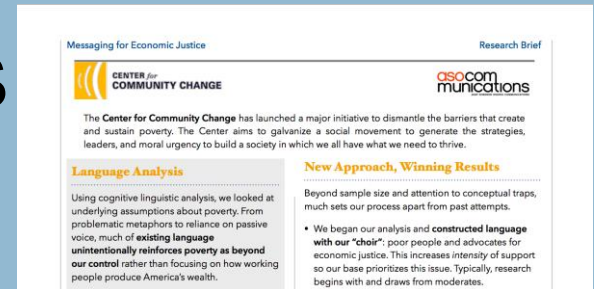 s
Messaging for Economic Justice
Research Brief
CENTER for
COMMUNITY CHANGE
asocom
munications
The Center for Community Change has launched a major initiative to dismantle the barriers that create
and sustain poverty. The Center aims to galvanize a social movement to generate the strategies,
leaders, and moral urgency to build a society in which we all have what we need to thrive.
Language Analysis
Using cognitive linguistic analysis, we looked at
underlying assumptions about poverty. From
problematic metaphors to reliance on passive
voice, much of existing language
unintentionally reinforces poverty as beyond
our control rather than focusing on how working
people produce America's wealth.
New Approach, Winning Results
Beyond sample size and attention to conceptual traps,
much sets our process apart from past attempts.
• We began our analysis and constructed language
with our "choir": poor people and advocates for
economic justice. This increases intensity of support
so our base prioritizes this issue. Typically, research
begins with and draws from moderates.